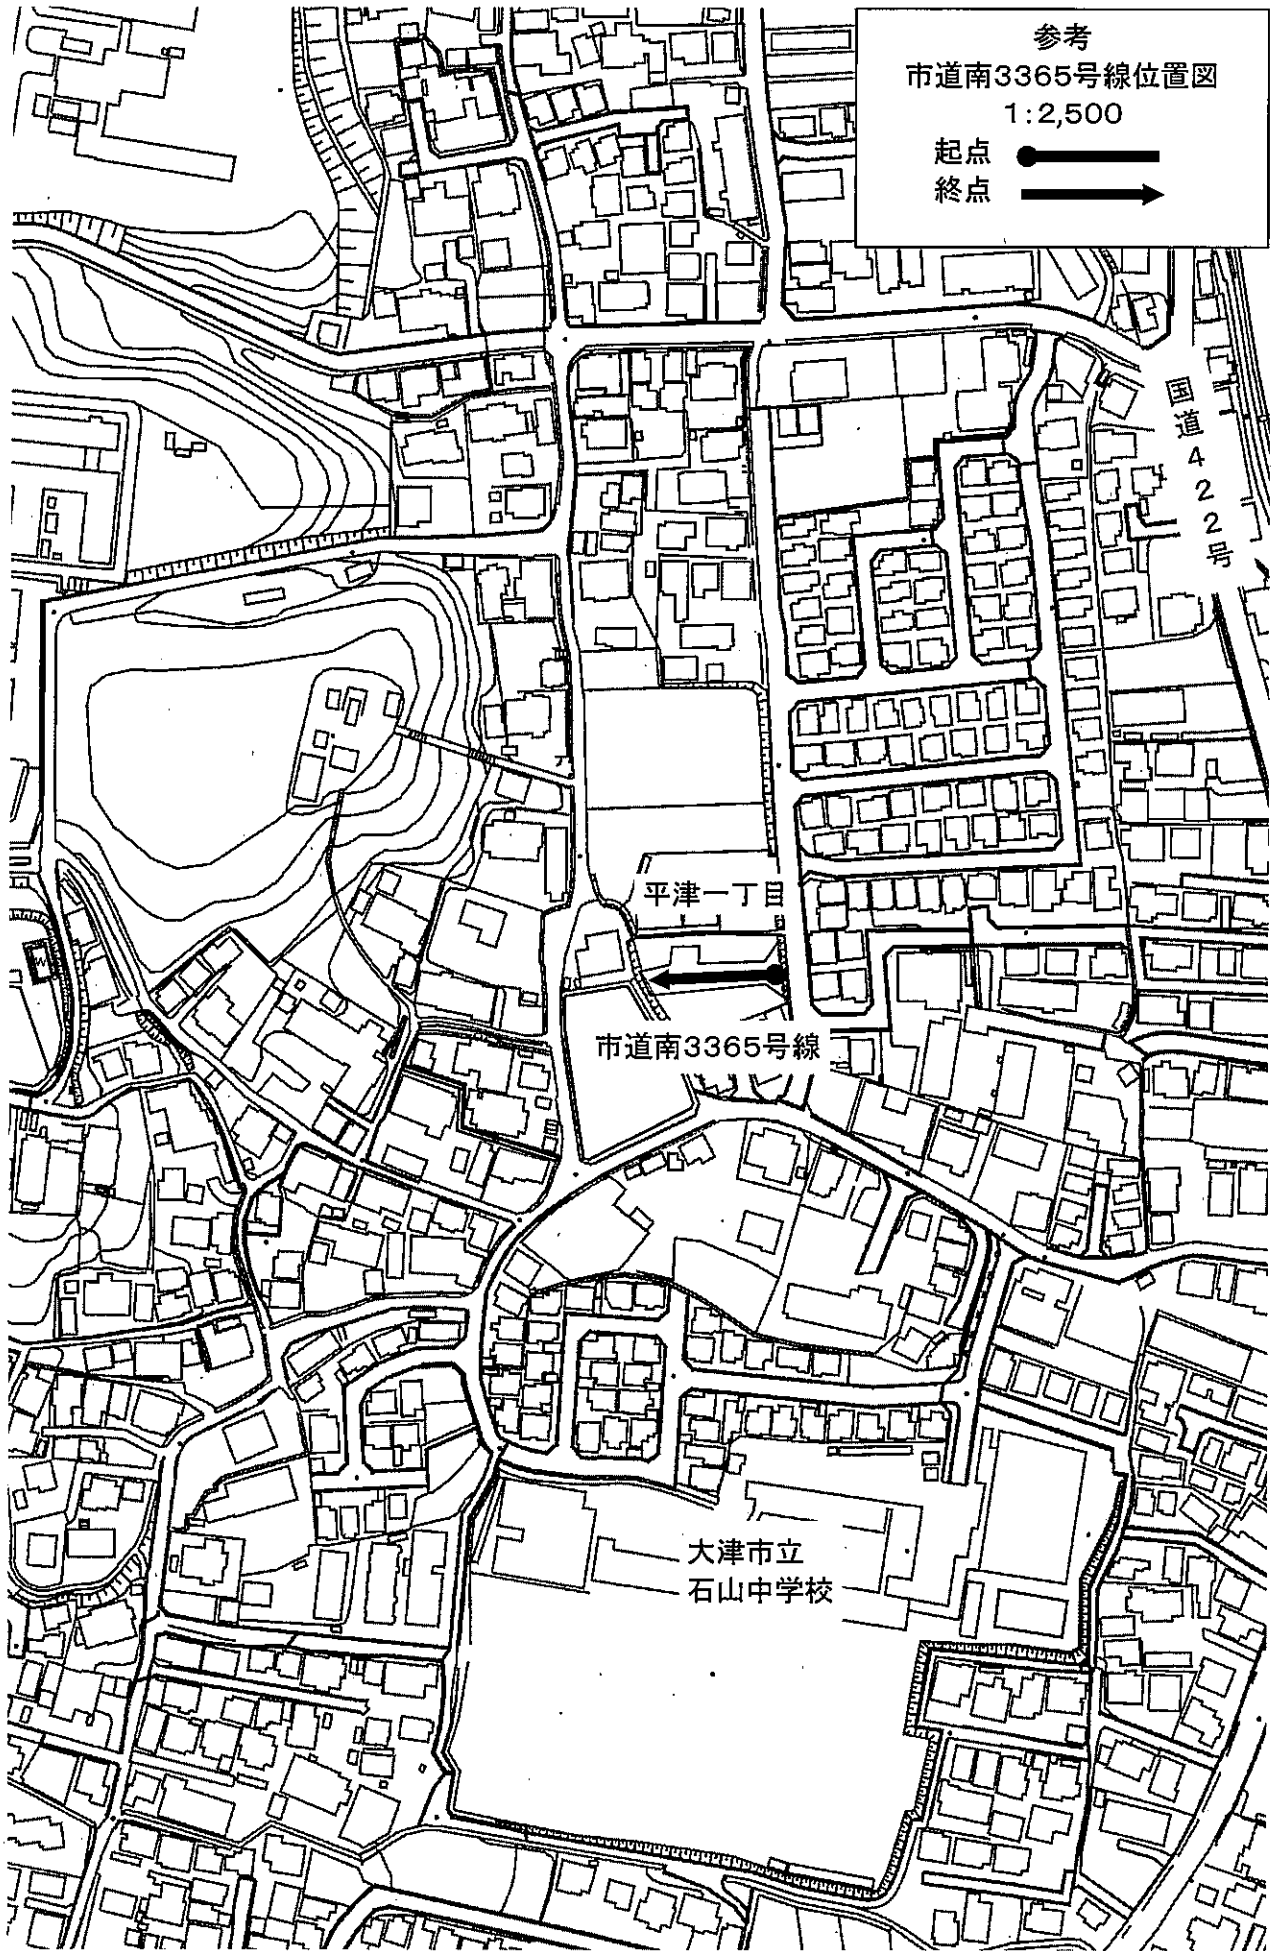 参考
市道南3365号線位置図
1:2,500
起点
終点
国道422号
平津一丁目
市道南3365号線
大津市立
石山中学校